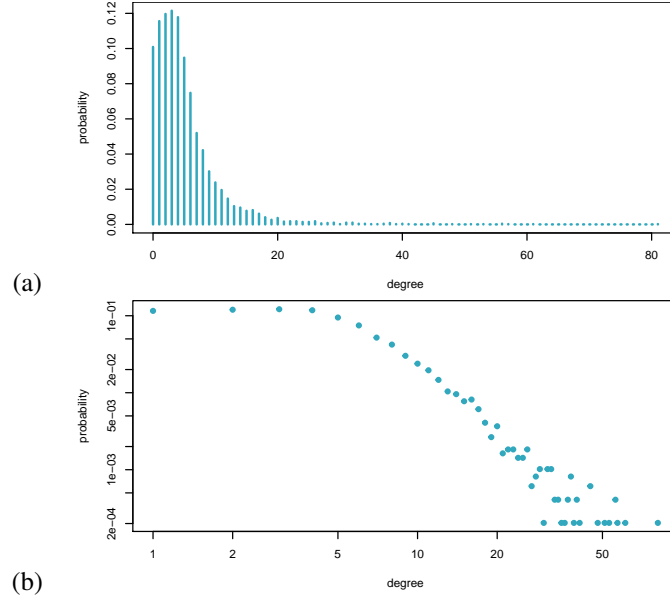 0.12
0.10
0.08
0.06
0.04
0.02
0.00
probability
0 20 40 60 80
degree
(a)
1e−01
2e−02
5e−03
1e−03
2e−04
probability
1 2 5 10 20 50
degree
(b)